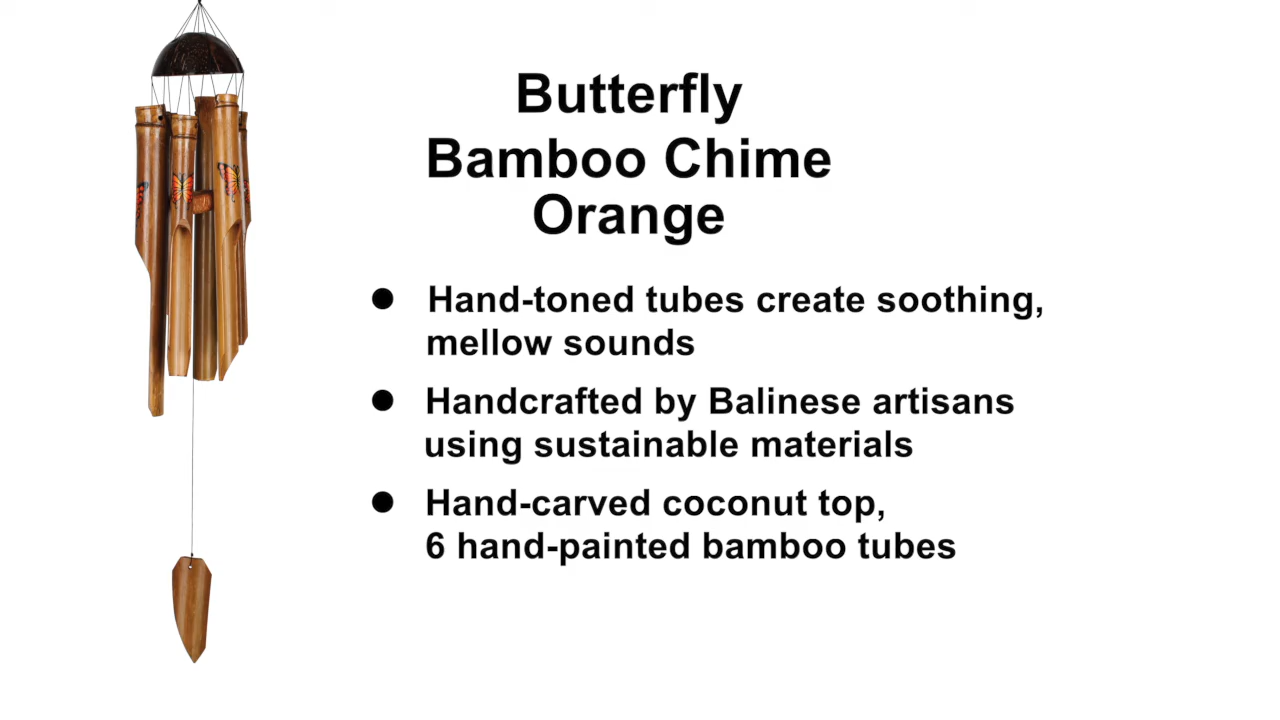 Butterfly
Bamboo Chime
Orange
● Hand-toned tubes create soothing,
mellow sounds
● Handcrafted by Balinese artisans
using sustainable materials
● Hand-carved coconut top,
6 hand-painted bamboo tubes